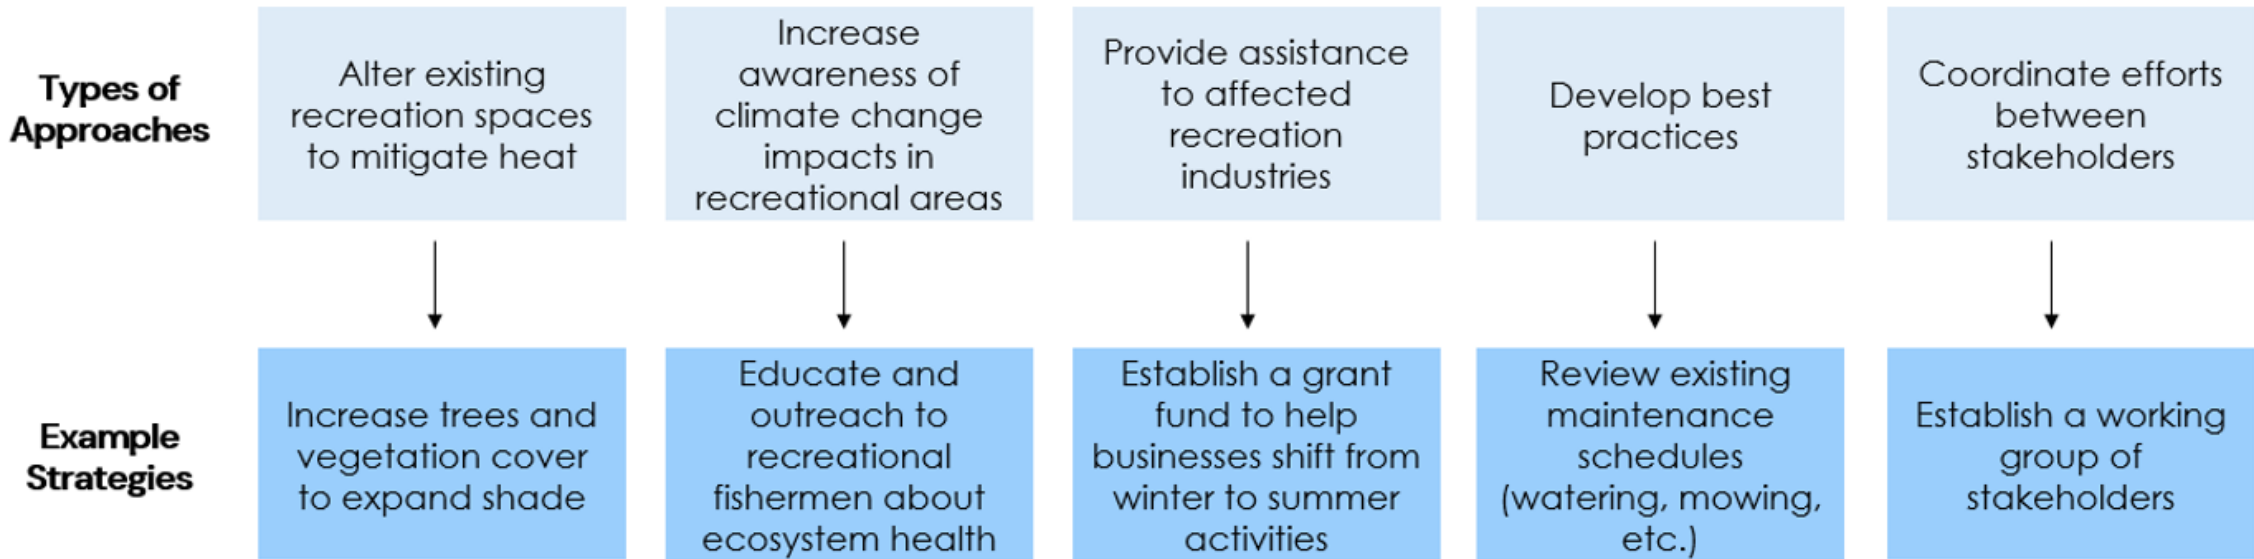 Types of
Approaches
Alter existing
recreation spaces
to mitigate heat
Increase
awareness of
climate change
impacts in
recreational areas
Provide assistance
to affected
recreation
industries
Develop best
practices
Coordinate efforts
between
stakeholders
Example
Strategies
Increase trees and
vegetation cover
to expand shade
Educate and
outreach to
recreational
fishermen about
ecosystem health
Establish a grant
fund to help
businesses shift from
winter to summer
activities
Review existing
maintenance
schedules
(watering, mowing,
etc.)
Establish a working
group of
stakeholders